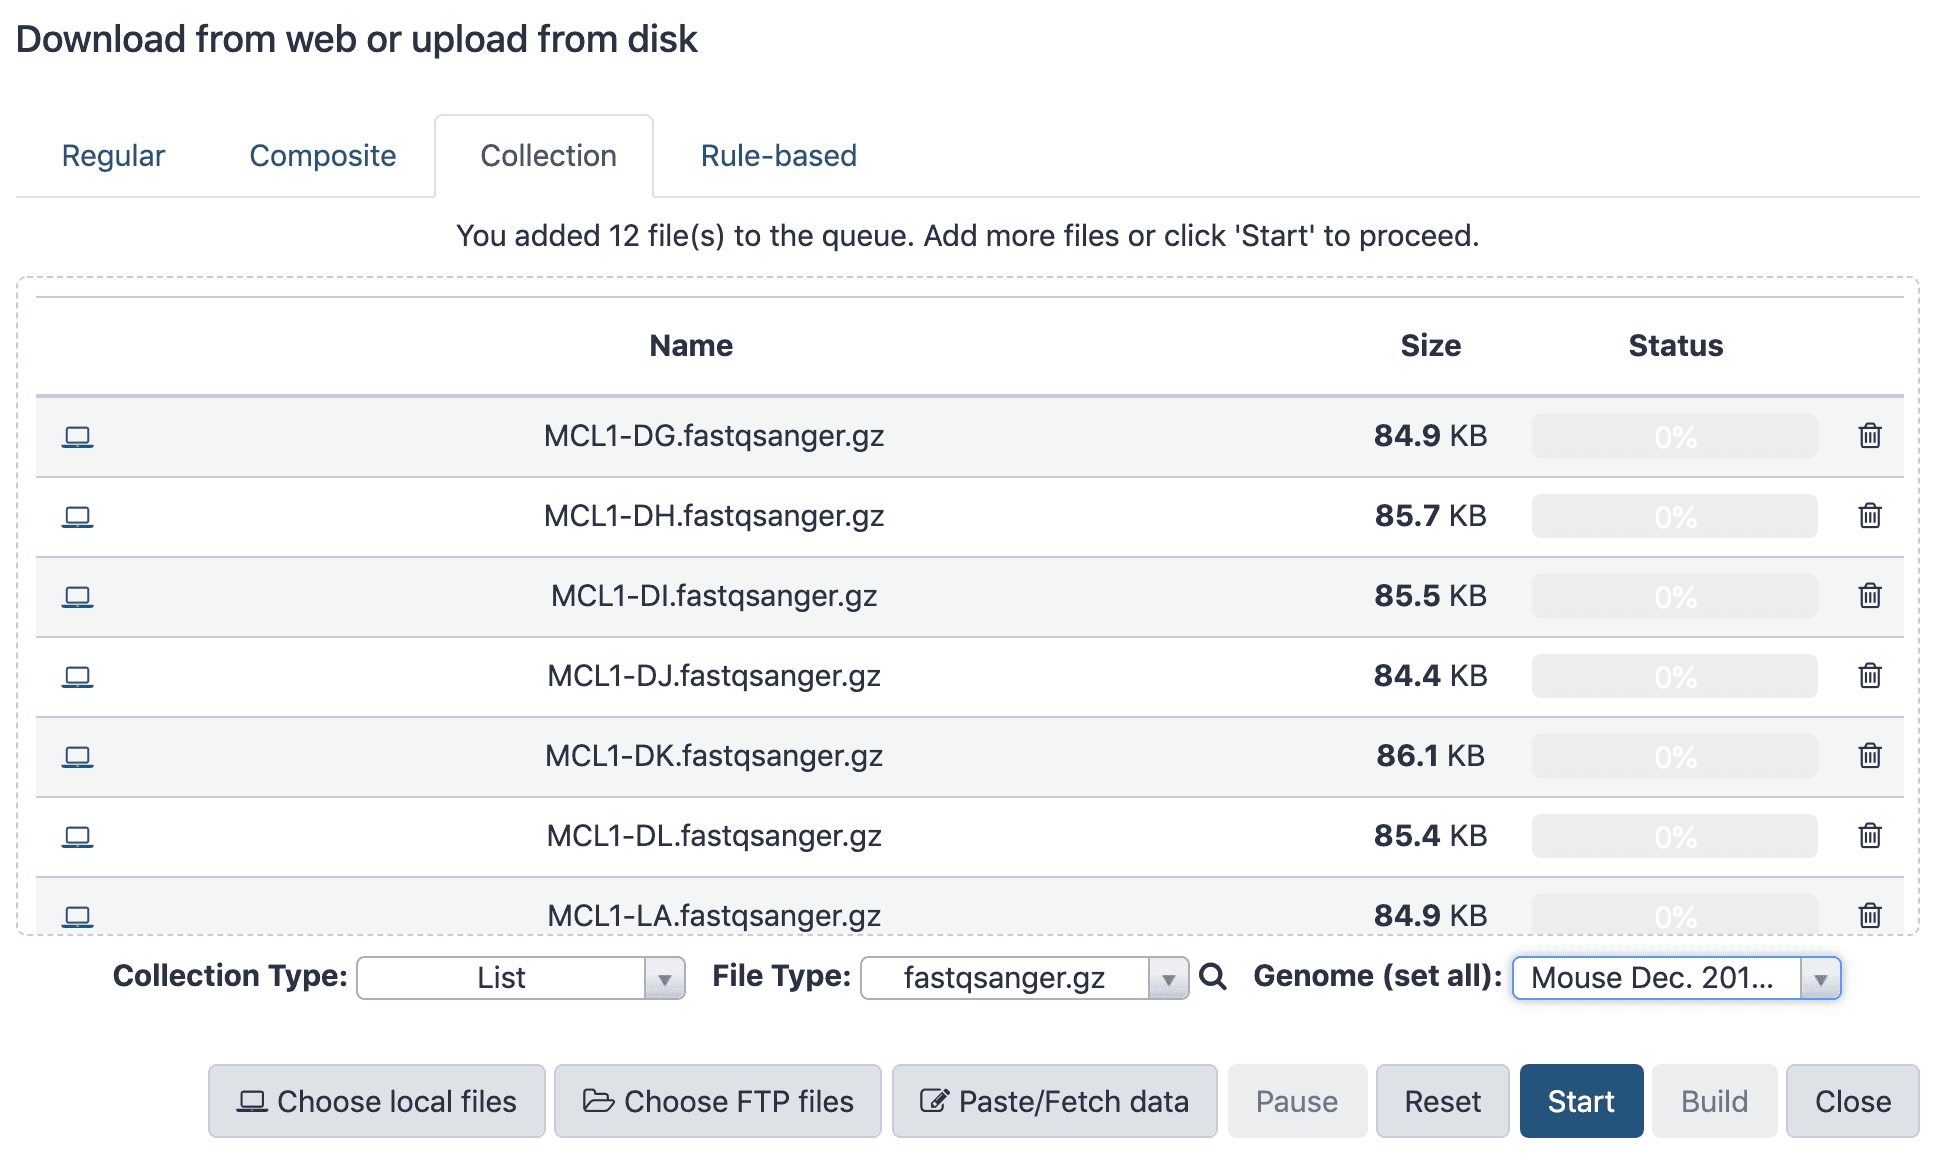 Download from web or upload from disk
Regular Composite Collection Rule-based
You added 12 file(s) to the queue. Add more files or click 'Start' to proceed.
Name Size Status
MCL1-DG.fastqsanger.gz 84.9 KB 0%
MCL1-DH.fastqsanger.gz 85.7 KB 0%
MCL1-DI.fastqsanger.gz 85.5 KB 0%
MCL1-DJ.fastqsanger.gz 84.4 KB 0%
MCL1-DK.fastqsanger.gz 86.1 KB 0%
MCL1-DL.fastqsanger.gz 85.4 KB 0%
MCL1-LA.fastqsanger.gz 84.9 KB 0%
Collection Type: List File Type: fastqsanger.gz Genome (set all): Mouse Dec. 201...
Choose local files Choose FTP files Paste/Fetch data Pause Reset Start Build Close